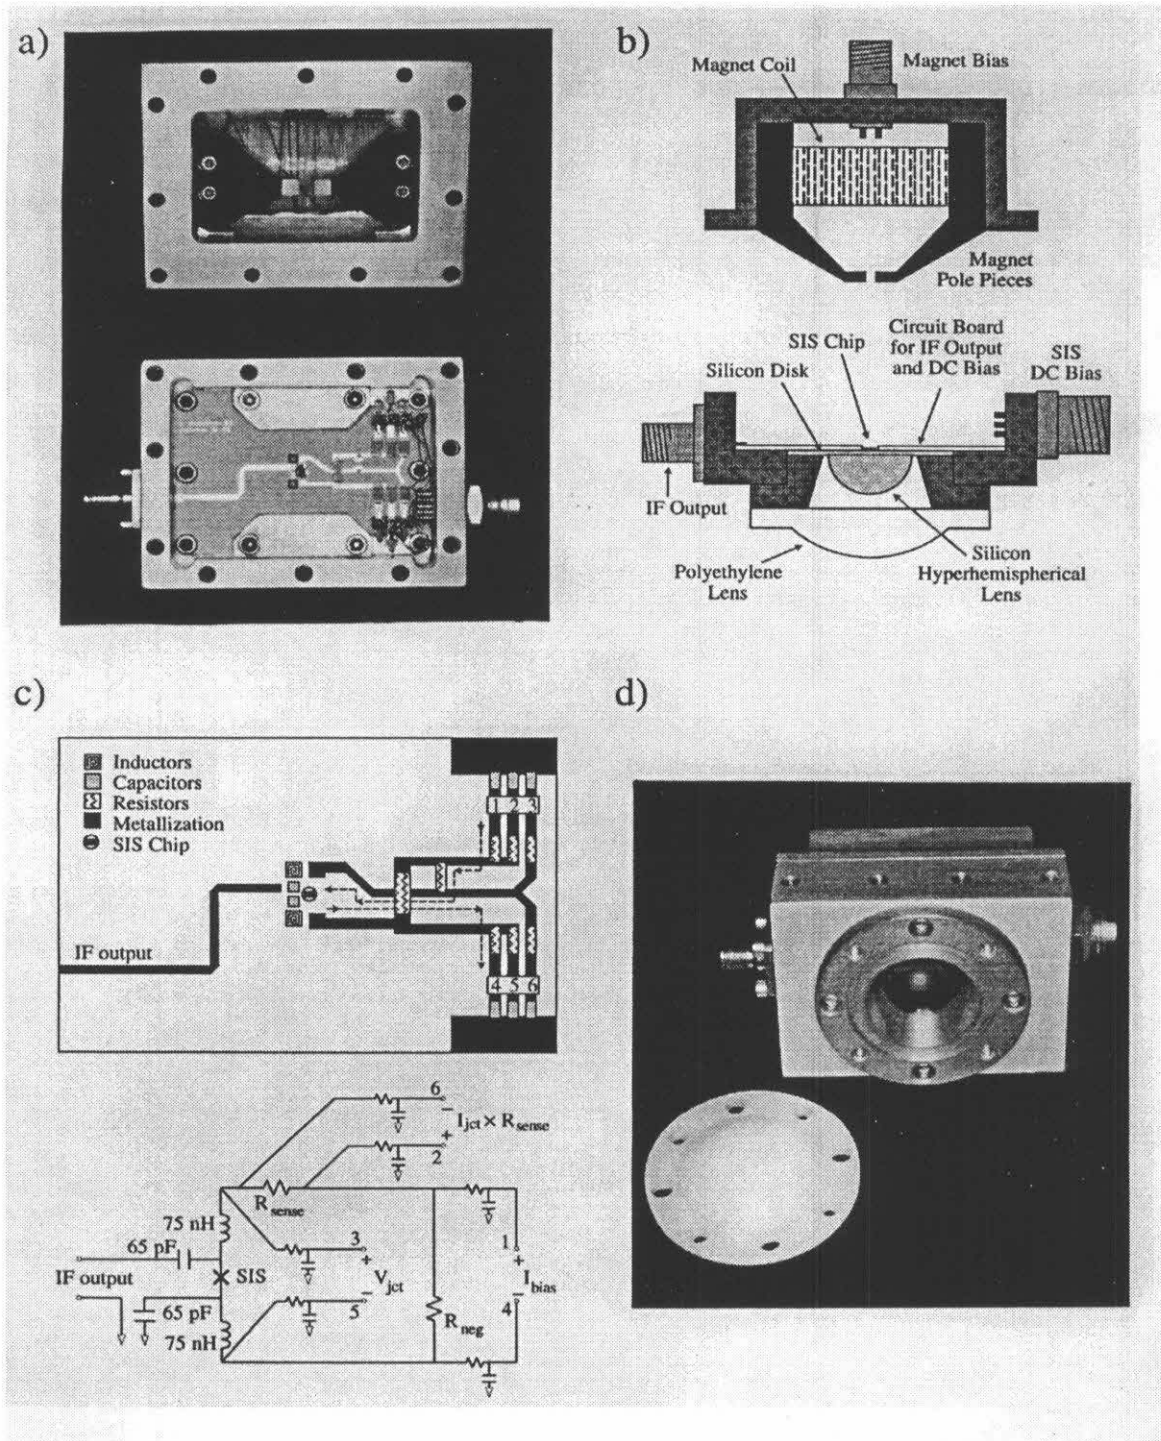 a)
b)
Magnet Coil
Magnet Bias
Magnet
Pole Pieces
Circuit Board
for IF Output
and DC Bias
SIS Chip
Silicon Disk
SIS
DC Bias
IF Output
Polyethylene
Lens
Silicon
Hyperhemispherical
Lens
c)
d)
Inductors
Capacitors
Resistors
Metallization
SIS Chip
1 2 3
IF output
4 5 6
6
−
I_jct × R_sense
+
2
R_sense
75 nH
3
1
65 pF
+
+
IF output
SIS
V_jct
I_bias
−
−
65 pF
5
R_neg
4
75 nH